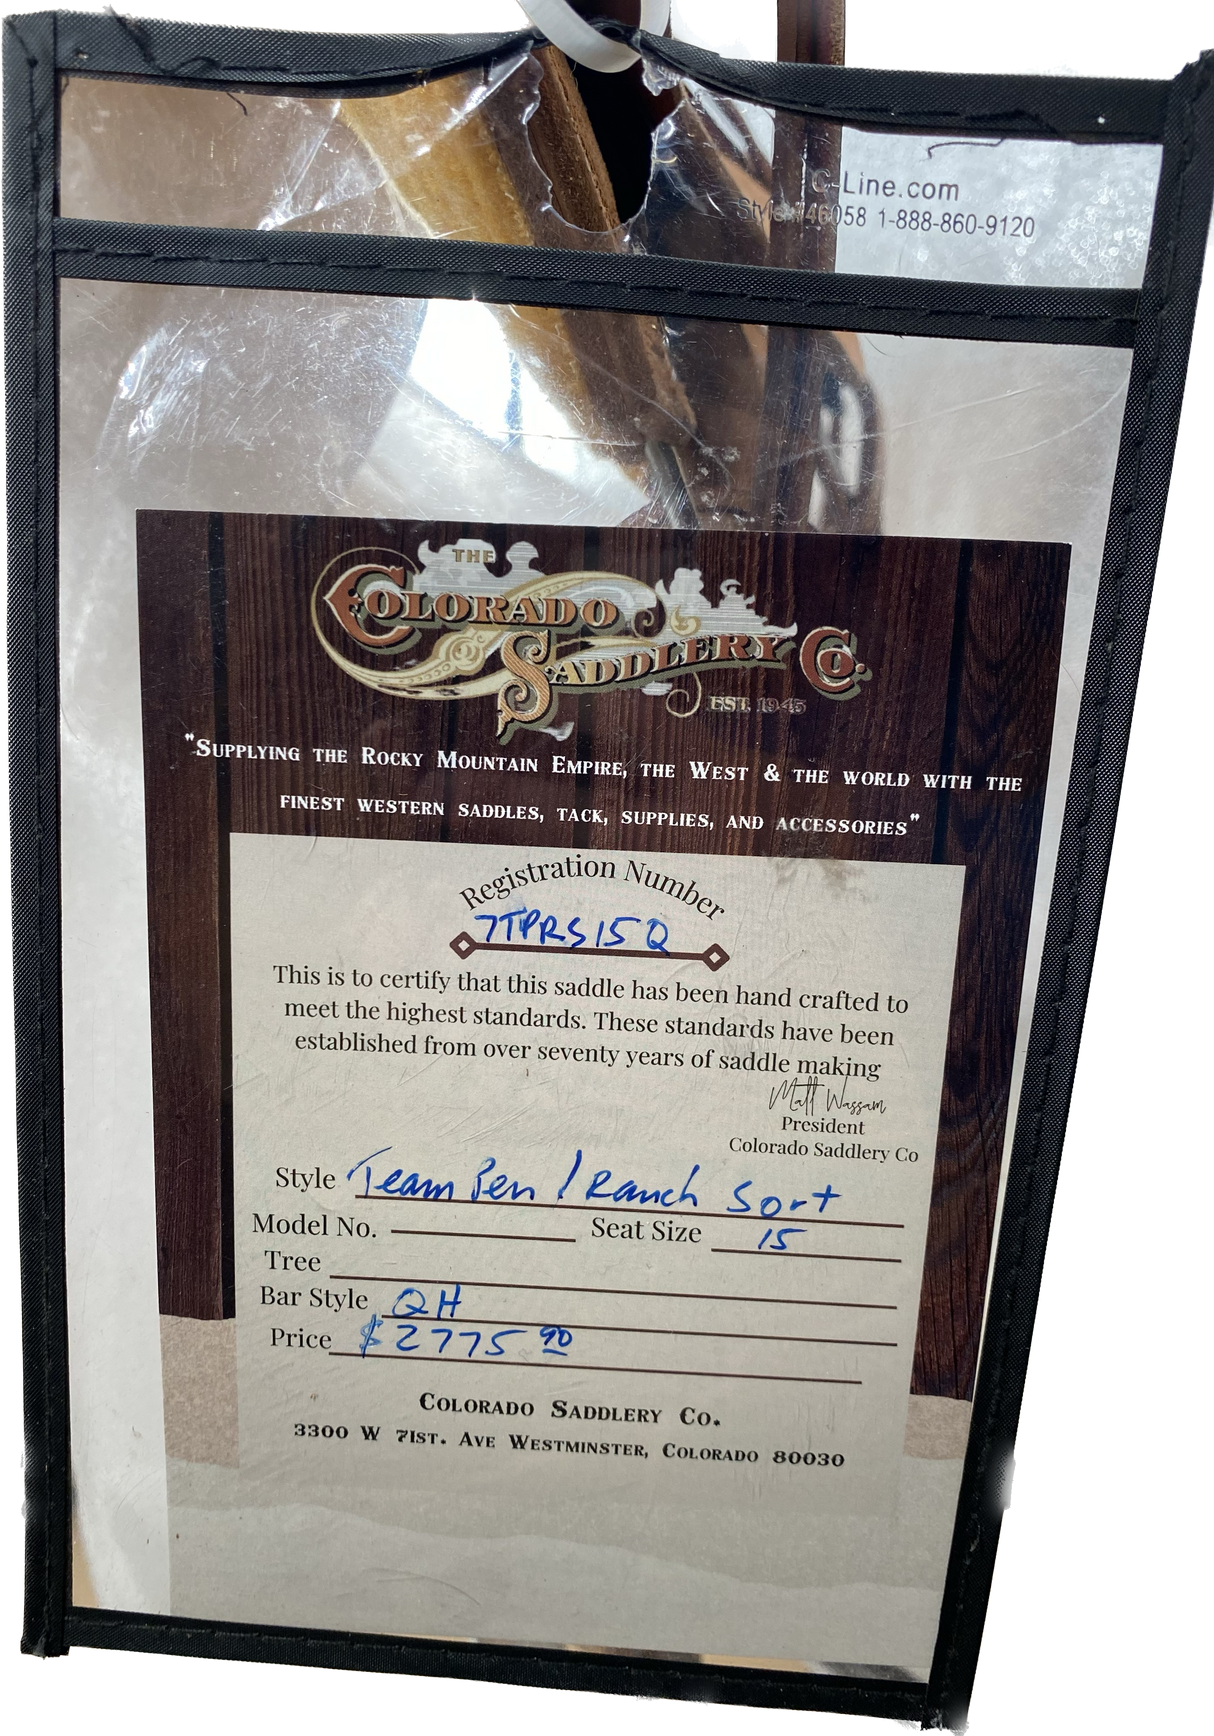 C-Line.com
Style #46058 1-888-860-9120
THE
COLORADO
SADDLERY CO.
EST. 1945
"SUPPLYING THE ROCKY MOUNTAIN EMPIRE, THE WEST & THE WORLD WITH THE
FINEST WESTERN SADDLES, TACK, SUPPLIES, AND ACCESSORIES"
Registration Number
7TPRS15Q
This is to certify that this saddle has been hand crafted to
meet the highest standards. These standards have been
established from over seventy years of saddle making
Matt Wassam
President
Colorado Saddlery Co
Style Team Pen / Ranch Sort
Model No. Seat Size 15
Tree
Bar Style QH
Price $2775 90
COLORADO SADDLERY CO.
3300 W 71ST. AVE WESTMINSTER, COLORADO 80030